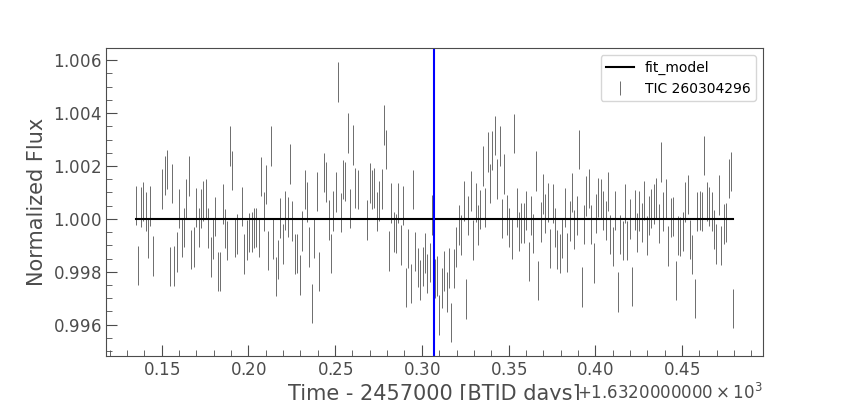 1.006
1.004
1.002
1.000
0.998
0.996
Normalized Flux
fit_model
TIC 260304296
0.15 0.20 0.25 0.30 0.35 0.40 0.45
Time - 2457000 [BTJD days]
+1.6320000000 × 10³